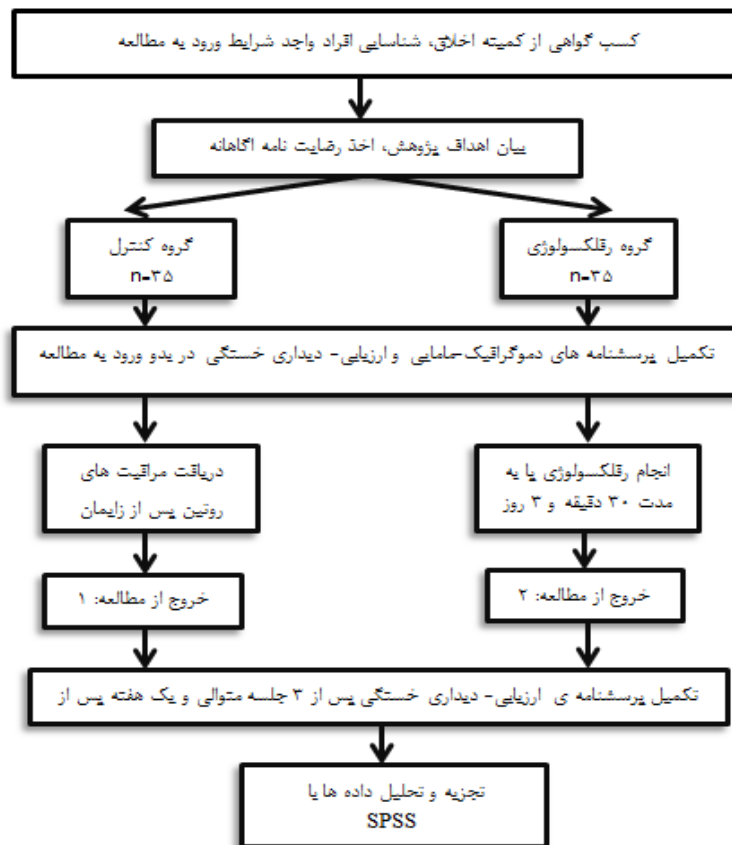 کسب گواهی از کمیته اخلاق، شناسایی افراد واجد شرایط ورود به مطالعه
بیان اهداف پژوهش، اخذ رضایت نامه اگاهانه
گروه رفلکسولوژی
n=۳۵
گروه کنترل
n=۳۵
تکمیل پرسشنامه های دموگرافیک-مامایی و ارزیابی- دیداری خستگی در بدو ورود به مطالعه
انجام رفلکسولوژی پا به
مدت ۳۰ دقیقه و ۳ روز
دریافت مراقبت های
روتین پس از زایمان
خروج از مطالعه: ۲
خروج از مطالعه: ۱
تکمیل پرسشنامه ی ارزیابی- دیداری خستگی پس از ۳ جلسه متوالی و یک هفته پس از
تجزیه و تحلیل داده ها با
SPSS